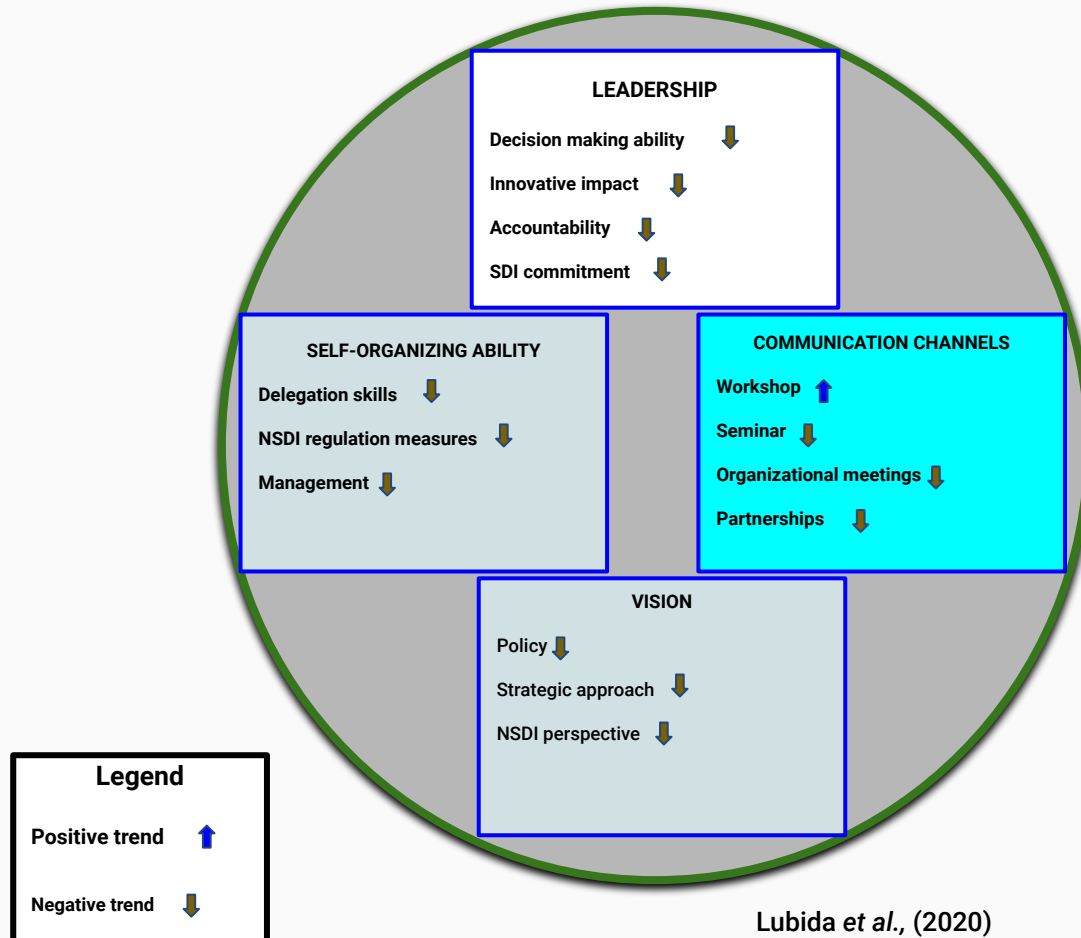 LEADERSHIP
Decision making ability
Innovative impact
Accountability
SDI commitment
SELF-ORGANIZING ABILITY
Delegation skills
NSDI regulation measures
Management
COMMUNICATION CHANNELS
Workshop
Seminar
Organizational meetings
Partnerships
VISION
Policy
Strategic approach
NSDI perspective
Legend
Positive trend
Negative trend
Lubida et al., (2020)